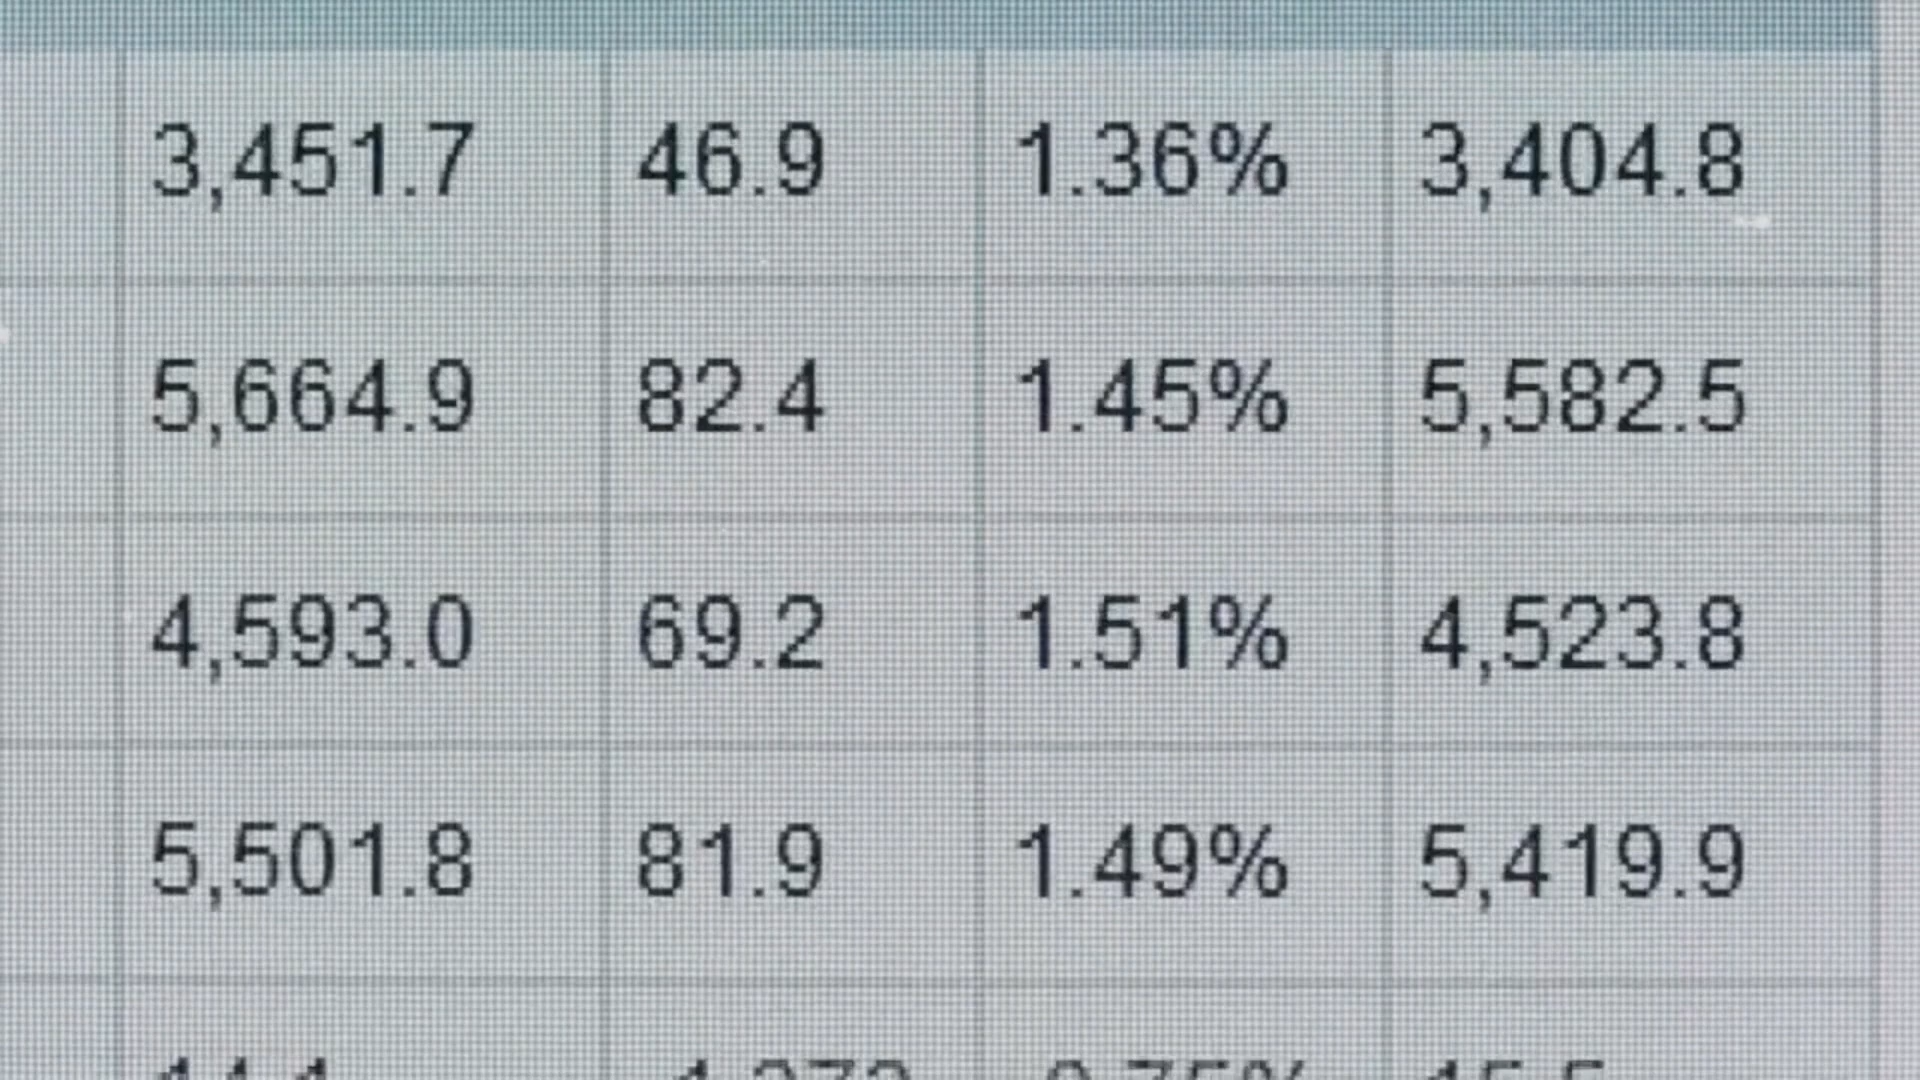 3,451.7 46.9 1.36% 3,404.8
5,664.9 82.4 1.45% 5,582.5
4,593.0 69.2 1.51% 4,523.8
5,501.8 81.9 1.49% 5,419.9